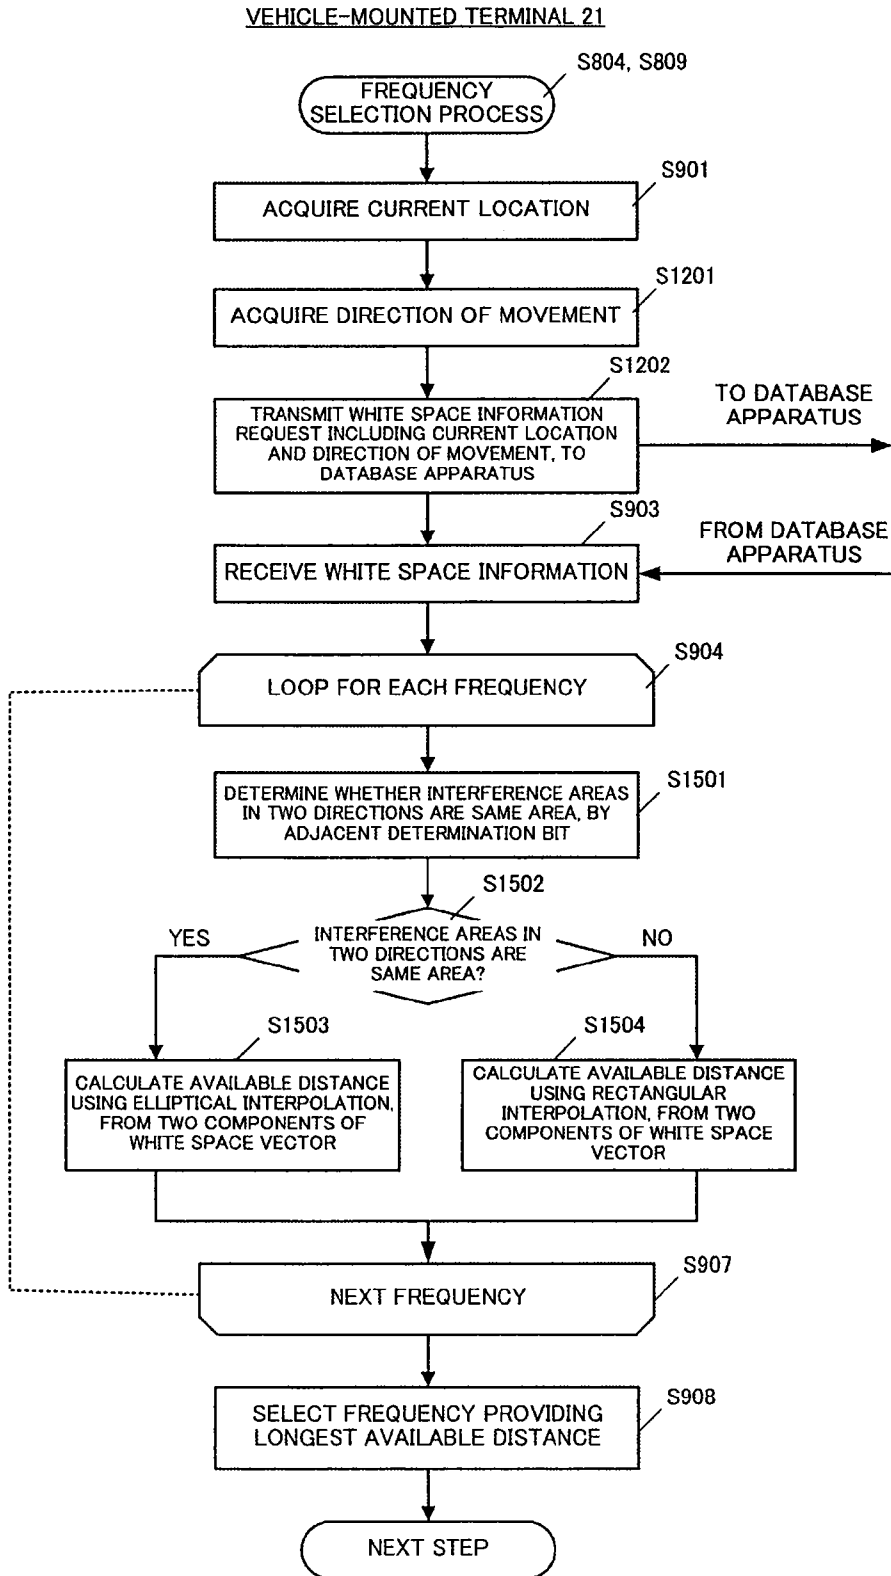 VEHICLE-MOUNTED TERMINAL 21
S804, S809
FREQUENCY
SELECTION PROCESS
S901
ACQUIRE CURRENT LOCATION
S1201
ACQUIRE DIRECTION OF MOVEMENT
S1202
TRANSMIT WHITE SPACE INFORMATION
REQUEST INCLUDING CURRENT LOCATION
AND DIRECTION OF MOVEMENT, TO
DATABASE APPARATUS
TO DATABASE
APPARATUS
S903
RECEIVE WHITE SPACE INFORMATION
FROM DATABASE
APPARATUS
S904
LOOP FOR EACH FREQUENCY
S1501
DETERMINE WHETHER INTERFERENCE AREAS
IN TWO DIRECTIONS ARE SAME AREA, BY
ADJACENT DETERMINATION BIT
S1502
INTERFERENCE AREAS IN
TWO DIRECTIONS ARE
SAME AREA?
YES
NO
S1503
CALCULATE AVAILABLE DISTANCE
USING ELLIPTICAL INTERPOLATION,
FROM TWO COMPONENTS OF
WHITE SPACE VECTOR
S1504
CALCULATE AVAILABLE DISTANCE
USING RECTANGULAR
INTERPOLATION, FROM TWO
COMPONENTS OF WHITE SPACE
VECTOR
S907
NEXT FREQUENCY
S908
SELECT FREQUENCY PROVIDING
LONGEST AVAILABLE DISTANCE
NEXT STEP